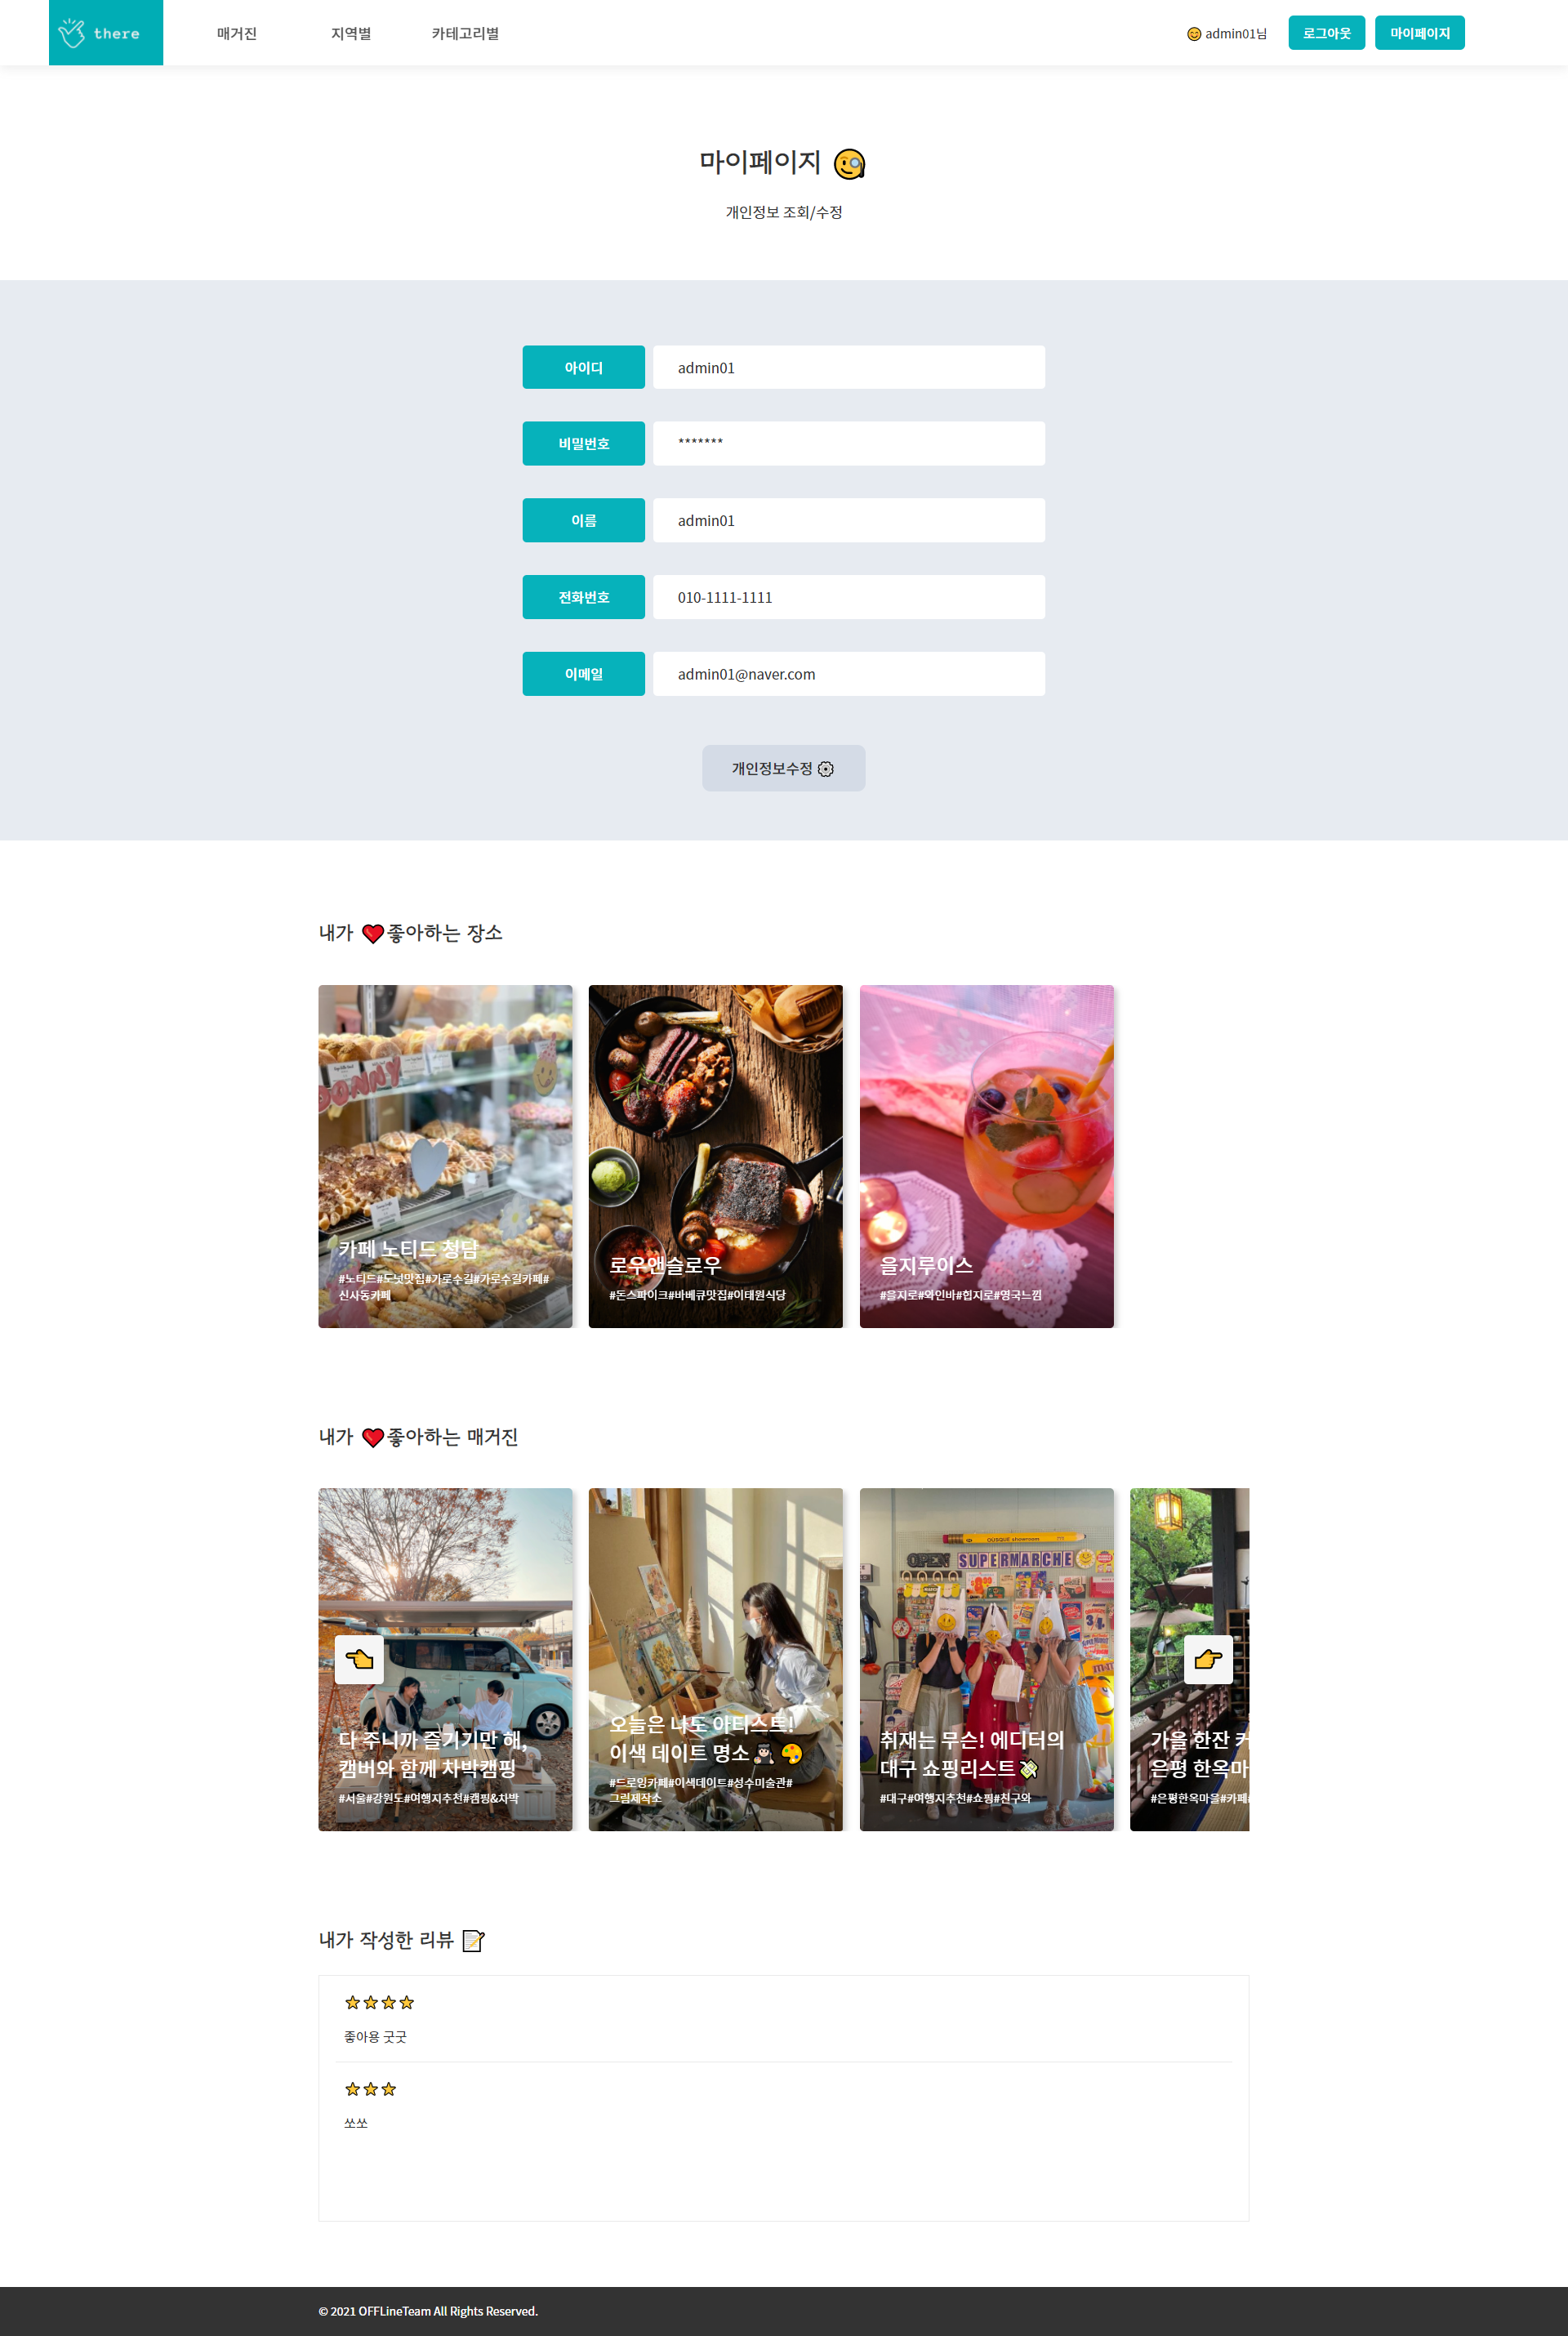 there
매거진
지역별
카테고리별
😊 admin01님
로그아웃
마이페이지
마이페이지 🧐
개인정보 조회/수정
아이디
admin01
비밀번호
*******
이름
admin01
전화번호
010-1111-1111
이메일
admin01@naver.com
개인정보수정
내가 ❤좋아하는 장소
카페 노티드 청담
#노티드#도넛맛집#가로수길#가로수길카페#
신사동카페
로우앤슬로우
#돈스파이크#바베큐맛집#이태원식당
을지루이스
#을지로#와인바#힙지로#영국느낌
내가 ❤좋아하는 매거진
OPEN
SUPERMARCHE
다 주니까 즐기기만 해,
캠버와 함께 차박캠핑
#서울#강원도#여행지추천#캠핑&차박
오늘은 나도 아티스트!
이색 데이트 명소👩🏻‍🎨🎨
#드로잉카페#이색데이트#성수미술관#
그림제작소
취재는 무슨! 에디터의
대구 쇼핑리스트💸
#대구#여행지추천#쇼핑#친구와
가을 한잔
은평 한옥마
#은평한옥마을#카페
내가 작성한 리뷰 📝
⭐⭐⭐⭐
좋아용 굿굿
⭐⭐⭐
쏘쏘
© 2021 OFFLineTeam All Rights Reserved.